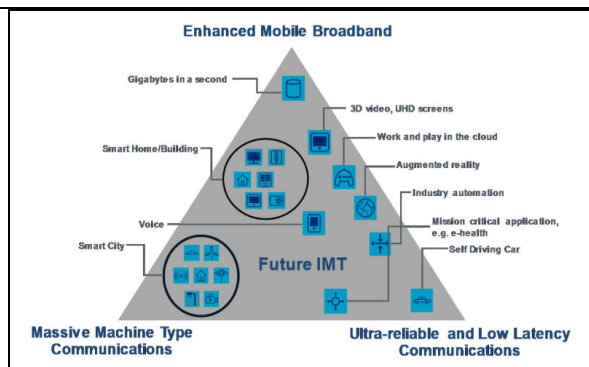 Enhanced Mobile Broadband
Gigabytes in a second
3D video, UHD screens
Smart Home/Building
Work and play in the cloud
Augmented reality
Industry automation
Voice
Mission critical application,
e.g. e-health
Smart City
Self Driving Car
Future IMT
Massive Machine Type
Communications
Ultra-reliable and Low Latency
Communications